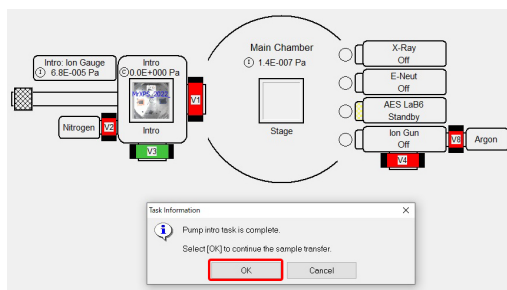 Intro: Ion Gauge
Ⓘ 6.8E-005 Pa
Intro
Ⓒ0.0E+000 Pa
Intro
Nitrogen
V2
V3
V1
Main Chamber
Ⓘ 1.4E-007 Pa
Stage
X-Ray
Off
E-Neut
Off
AES LaB6
Standby
Ion Gun
Off
V4
V8
Argon
Task Information
Pump intro task is complete.
Select [OK] to continue the sample transfer.
OK
Cancel